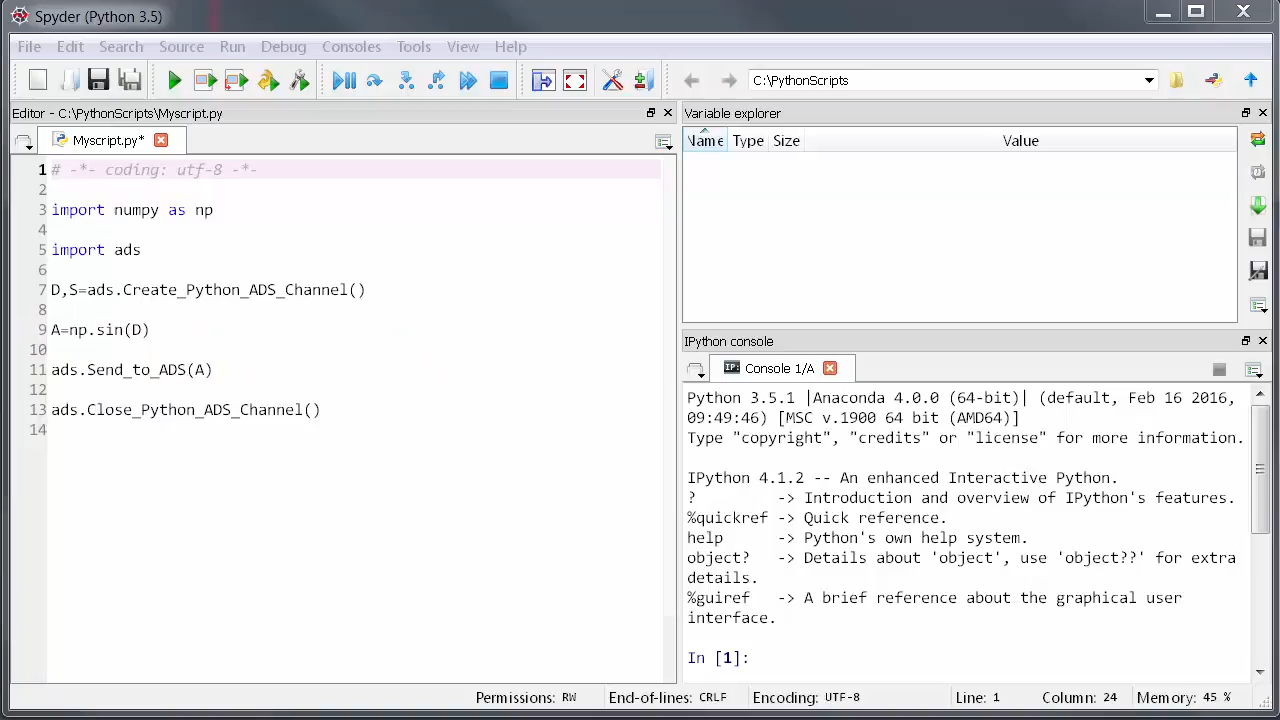 Spyder (Python 3.5)
File Edit Search Source Run Debug Consoles Tools View Help
C:\PythonScripts
Editor - C:\PythonScripts\Myscript.py
Myscript.py*
1 # -*- coding: utf-8 -*-
2
3 import numpy as np
4
5 import ads
6
7 D,S=ads.Create_Python_ADS_Channel()
8
9 A=np.sin(D)
10
11 ads.Send_to_ADS(A)
12
13 ads.Close_Python_ADS_Channel()
14
Variable explorer
Name Type Size Value
IPython console
IP: Console 1/A
Python 3.5.1 |Anaconda 4.0.0 (64-bit)| (default, Feb 16 2016,
09:49:46) [MSC v.1900 64 bit (AMD64)]
Type "copyright", "credits" or "license" for more information.
IPython 4.1.2 -- An enhanced Interactive Python.
? -> Introduction and overview of IPython's features.
%quickref -> Quick reference.
help -> Python's own help system.
object? -> Details about 'object', use 'object??' for extra
details.
%guiref -> A brief reference about the graphical user
interface.
In [1]:
Permissions: RW End-of-lines: CRLF Encoding: UTF-8 Line: 1 Column: 24 Memory: 45 %